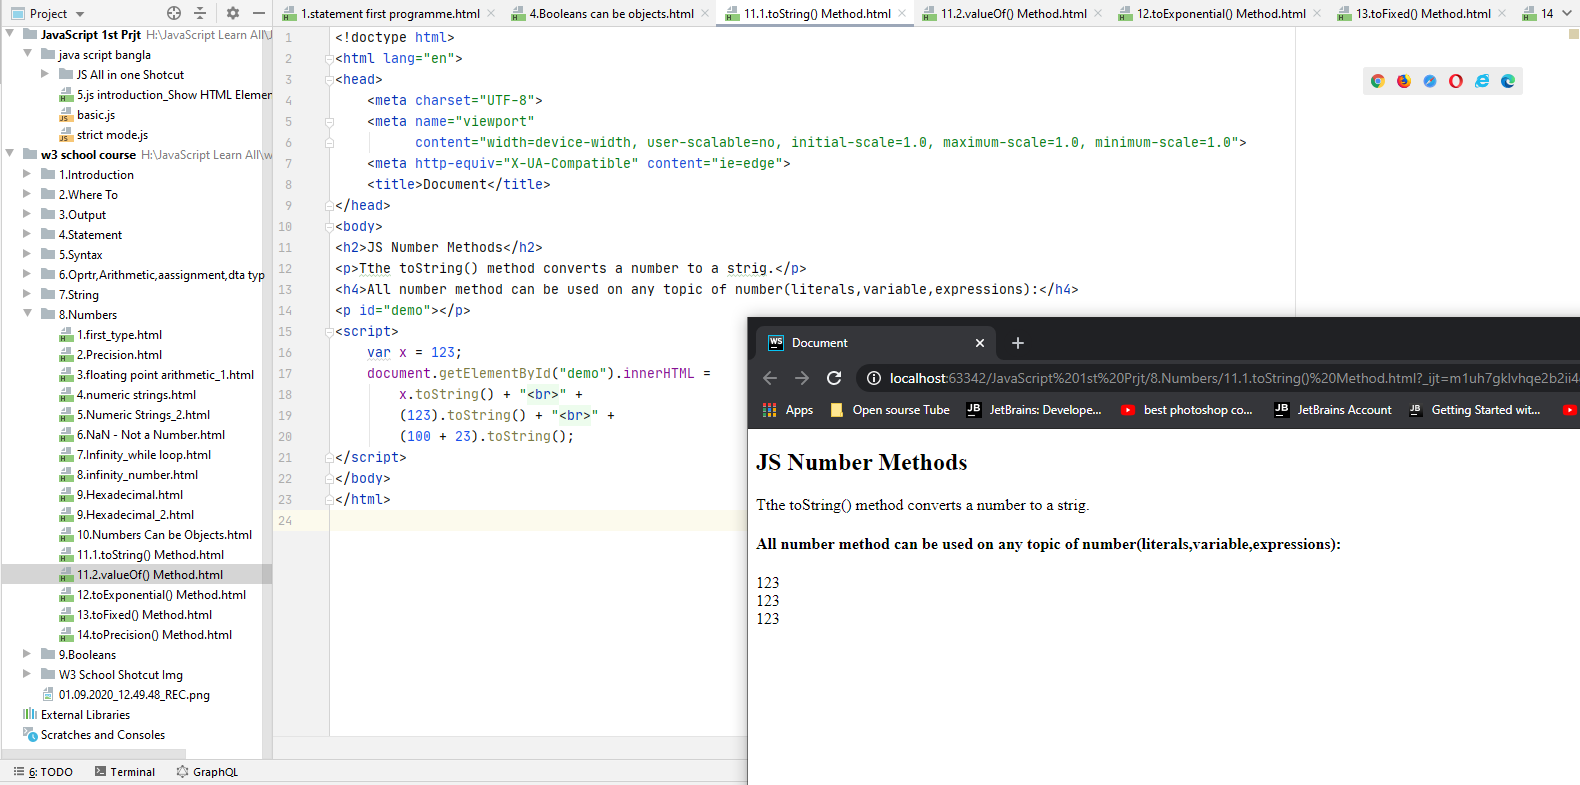 Project
JavaScript 1st Prjt H:\JavaScript Learn All\J
java script bangla
JS All in one Shotcut
5.js introduction_Show HTML Elemen
basic.js
strict mode.js
w3 school course H:\JavaScript Learn All\w
1.Introduction
2.Where To
3.Output
4.Statement
5.Syntax
6.Oprtr,Arithmetic,aassignment,dta typ
7.String
8.Numbers
1.first_type.html
2.Precision.html
3.floating point arithmetic_1.html
4.numeric strings.html
5.Numeric Strings_2.html
6.NaN - Not a Number.html
7.Infinity_while loop.html
8.infinity_number.html
9.Hexadecimal.html
9.Hexadecimal_2.html
10.Numbers Can be Objects.html
11.1.toString() Method.html
11.2.valueOf() Method.html
12.toExponential() Method.html
13.toFixed() Method.html
14.toPrecision() Method.html
9.Booleans
W3 School Shotcut Img
01.09.2020_12.49.48_REC.png
External Libraries
Scratches and Consoles
6: TODO Terminal GraphQL
1.statement first programme.html 4.Booleans can be objects.html 11.1.toString() Method.html 11.2.valueOf() Method.html 12.toExponential() Method.html 13.toFixed() Method.html 14
1 <!doctype html>
2 <html lang="en">
3 <head>
4 <meta charset="UTF-8">
5 <meta name="viewport"
6 content="width=device-width, user-scalable=no, initial-scale=1.0, maximum-scale=1.0, minimum-scale=1.0">
7 <meta http-equiv="X-UA-Compatible" content="ie=edge">
8 <title>Document</title>
9 </head>
10 <body>
11 <h2>JS Number Methods</h2>
12 <p>Tthe toString() method converts a number to a strig.</p>
13 <h4>All number method can be used on any topic of number(literals,variable,expressions):</h4>
14 <p id="demo"></p>
15 <script>
16 var x = 123;
17 document.getElementById("demo").innerHTML =
18 x.toString() + "<br>" +
19 (123).toString() + "<br>" +
20 (100 + 23).toString();
21 </script>
22 </body>
23 </html>
24
WS Document
localhost:63342/JavaScript%201st%20Prjt/8.Numbers/11.1.toString()%20Method.html?_ijt=m1uh7gklvhqe2b2ii4
Apps Open sourse Tube JB JetBrains: Develope... best photoshop co... JB JetBrains Account JB Getting Started wit...
JS Number Methods
Tthe toString() method converts a number to a strig.
All number method can be used on any topic of number(literals,variable,expressions):
123
123
123